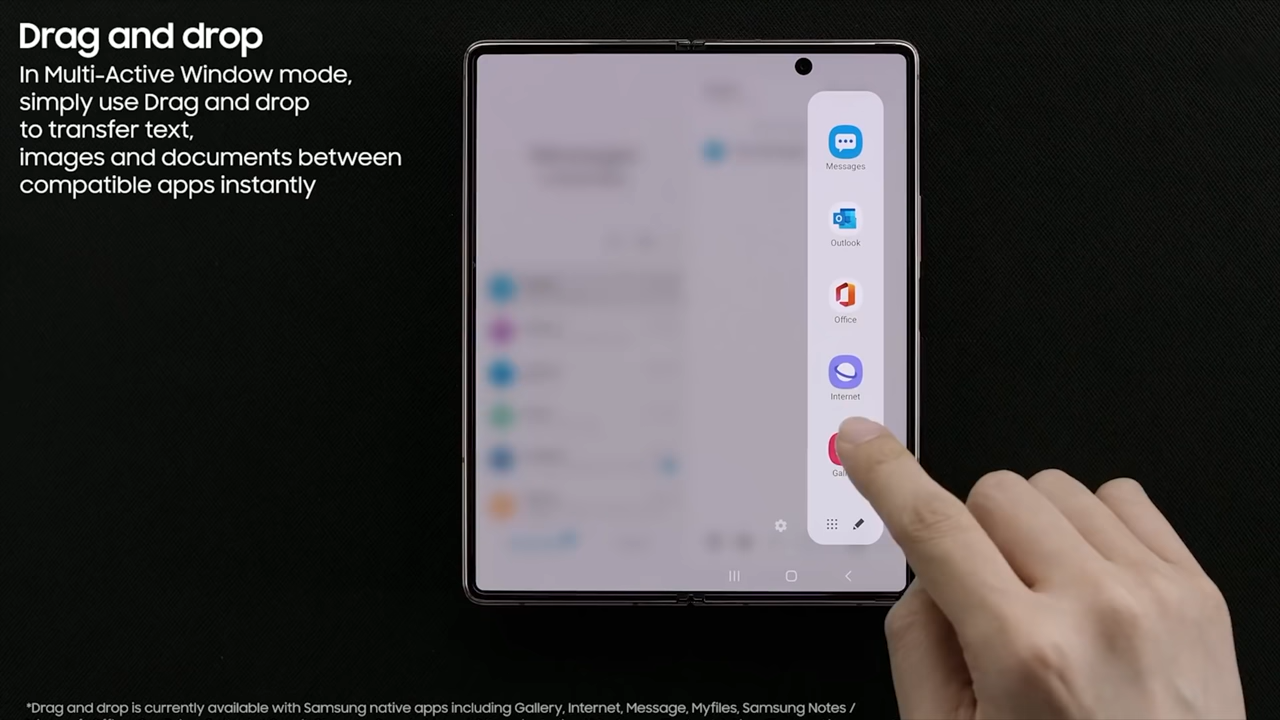 Drag and drop
In Multi-Active Window mode,
simply use Drag and drop
to transfer text,
images and documents between
compatible apps instantly
Messages
Outlook
Office
Internet
*Drag and drop is currently available with Samsung native apps including Gallery, Internet, Message, Myfiles, Samsung Notes /